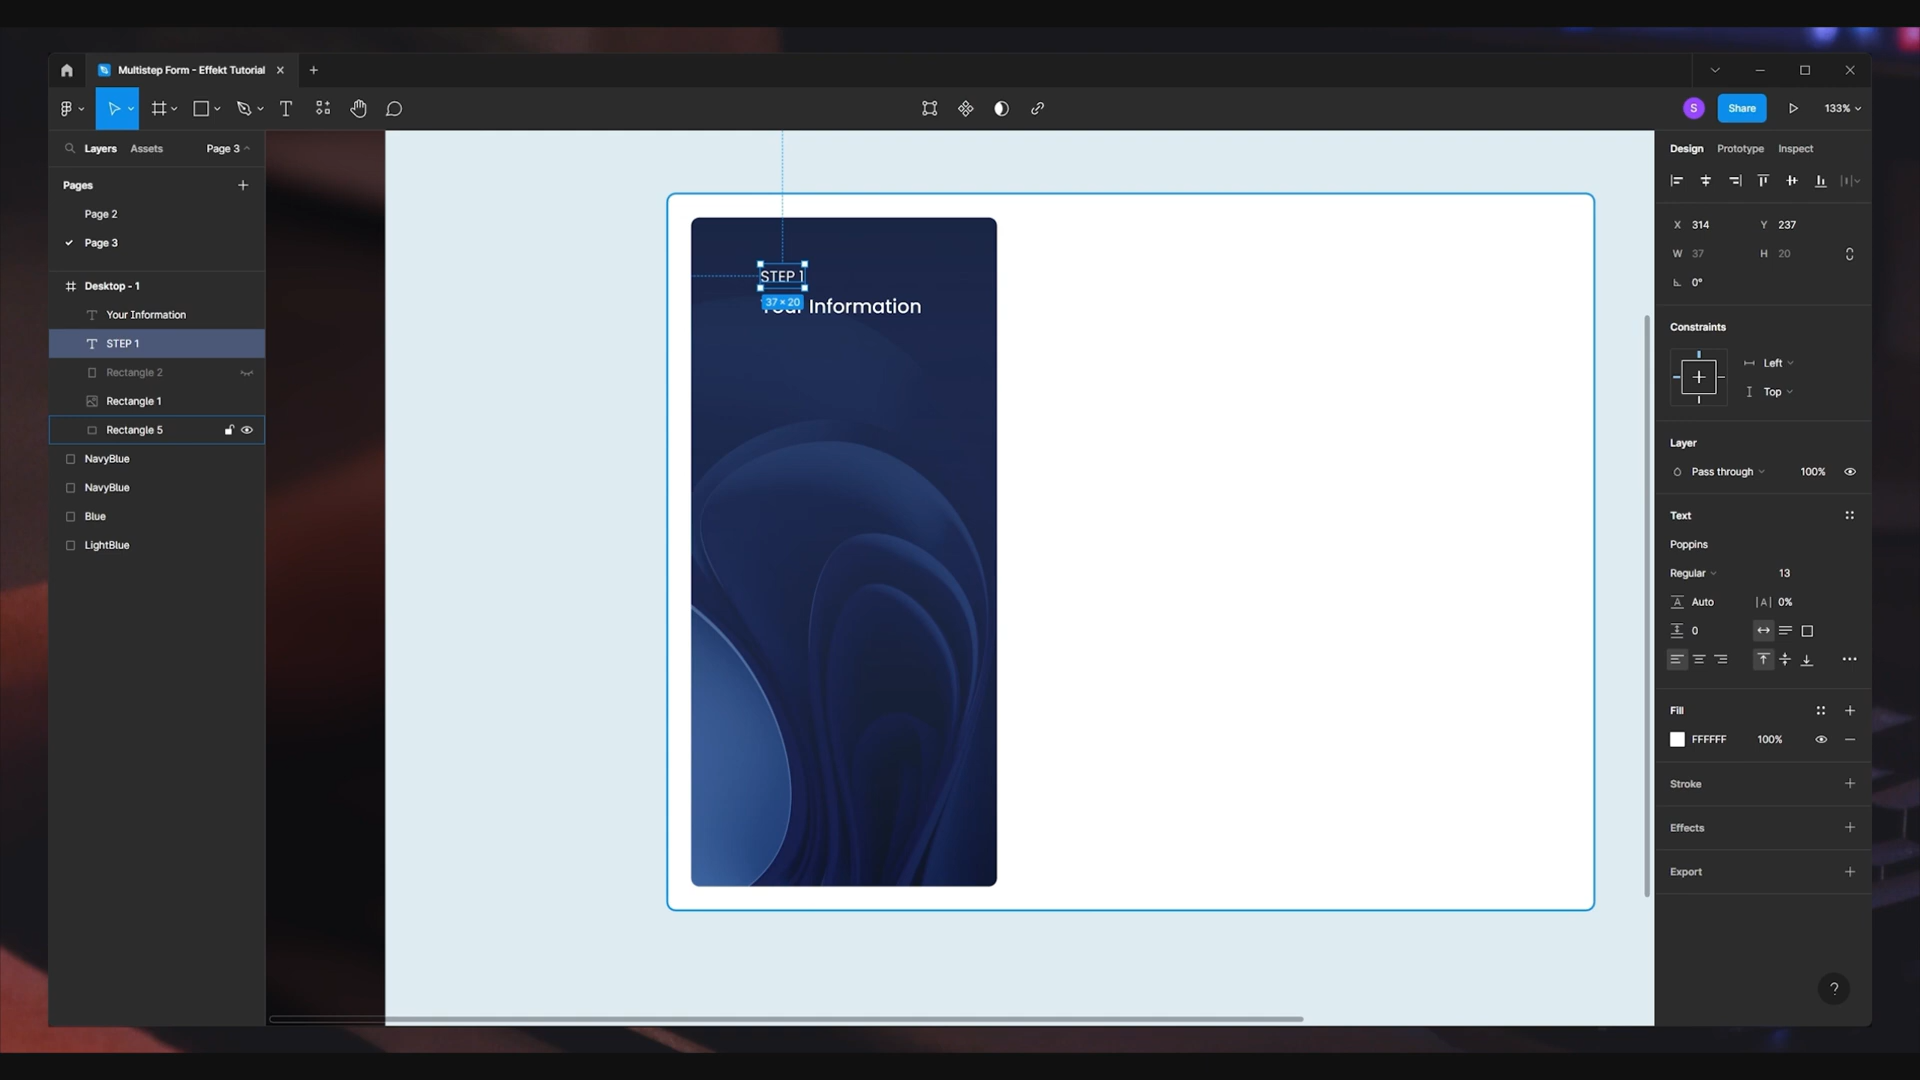 Multistep Form - Effekt Tutorial
S
Share
133%
Layers
Assets
Page 3
Pages
Page 2
Page 3
Desktop - 1
Your Information
STEP 1
Rectangle 2
Rectangle 1
Rectangle 5
NavyBlue
NavyBlue
Blue
LightBlue
STEP 1
37 × 20
Your Information
Design
Prototype
Inspect
X 314
Y 237
W 37
H 20
0°
Constraints
Left
Top
Layer
Pass through
100%
Text
Poppins
Regular
13
Auto
|A| 0%
0
Fill
FFFFFF
100%
Stroke
Effects
Export
?